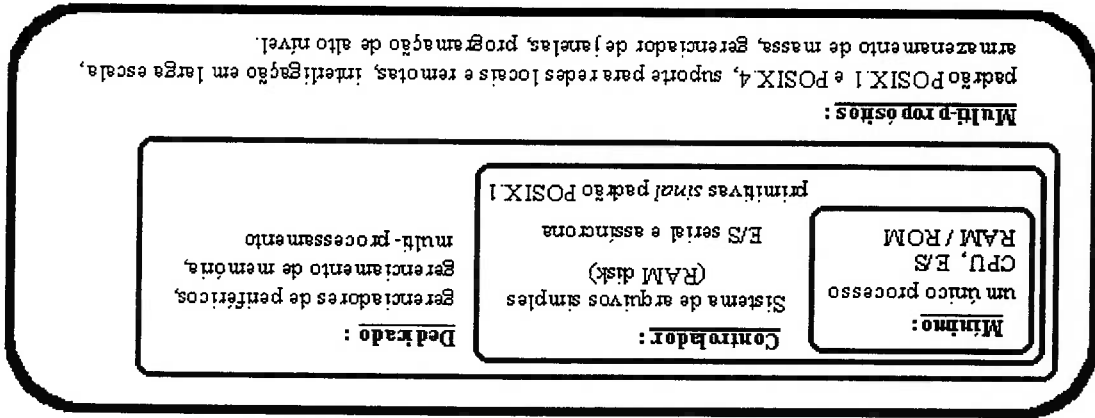 Mínimo :
um único processo
CPU, E/S
RAM / ROM
Controlador :
Sistema de arquivos simples
(RAM disk)
E/S serial e assíncrona
primitivas sinal padrão POSIX.1
Dedicado :
gerenciadores de periféricos,
gerenciamento de memória,
multi-processamento
Multi-propósitos :
padrão POSIX.1 e POSIX.4, suporte para redes locais e remotas, interligação em larga escala,
armazenamento de massa, gerenciador de janelas, programação de alto nível.